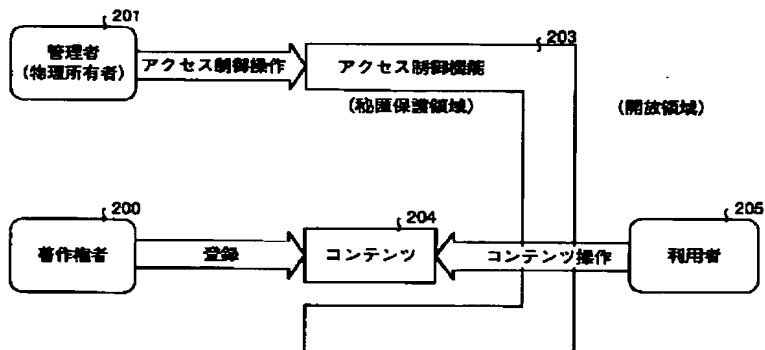 201
203
管理者
(物理所有者)
アクセス制御操作
アクセス制御機能
(秘匿保護領域)
(開放領域)
200
204
205
著作権者
登録
コンテンツ
コンテンツ操作
利用者